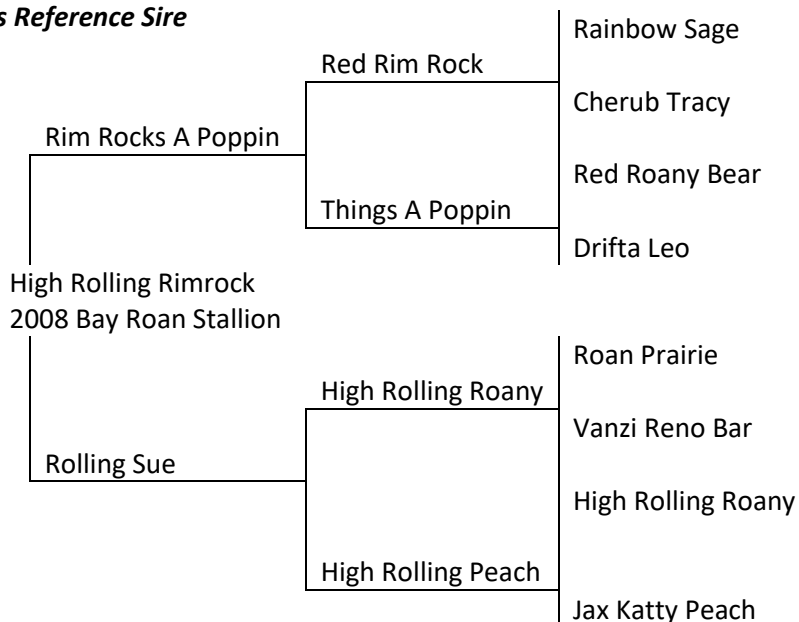 s Reference Sire
Rainbow Sage
Red Rim Rock
Cherub Tracy
Rim Rocks A Poppin
Red Roany Bear
Things A Poppin
Drifta Leo
High Rolling Rimrock
2008 Bay Roan Stallion
Roan Prairie
High Rolling Roany
Vanzi Reno Bar
Rolling Sue
High Rolling Roany
High Rolling Peach
Jax Katty Peach